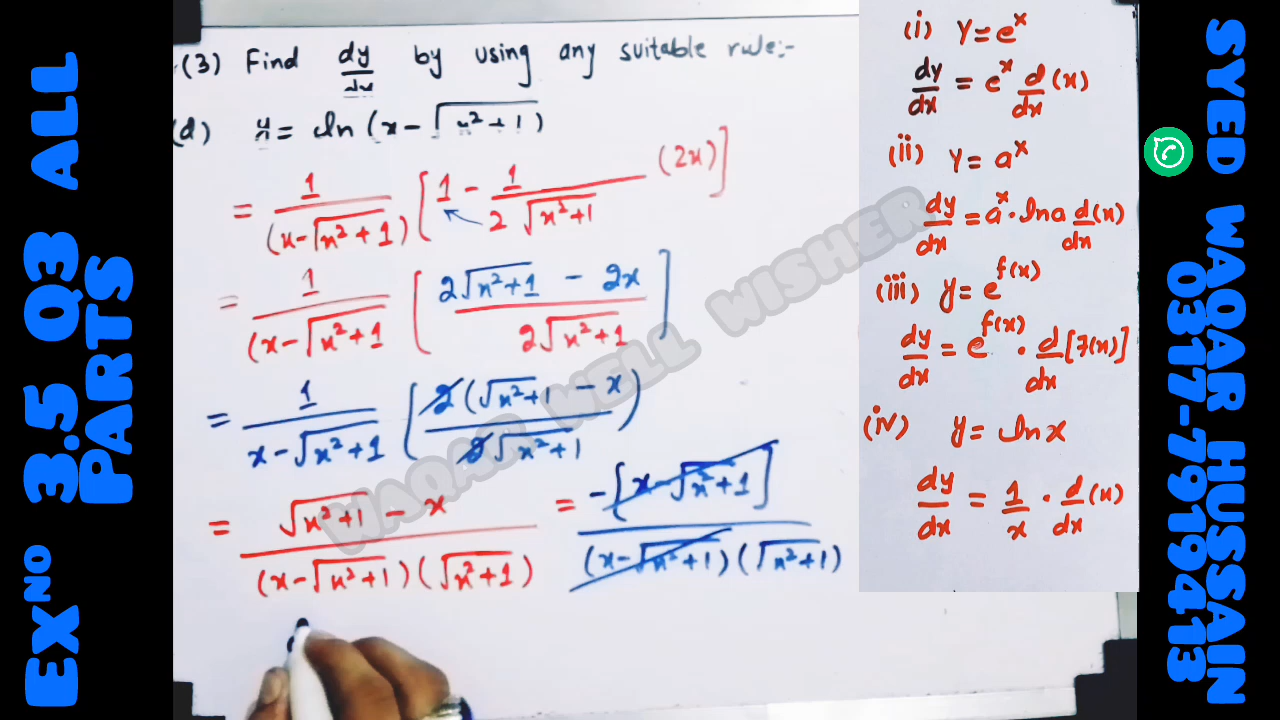 EXᴺᴼ 3.5 Q3 ALL PARTS
(3) Find dy/dx by using any suitable rule:-
(d) y = ln (x - √(x²+1))
= 1/(x-√(x²+1)) [1 - 1/(2√(x²+1)) (2x)]
= 1/(x-√(x²+1)) [(2√(x²+1) - 2x)/(2√(x²+1))]
= 1/(x-√(x²+1)) (2(√(x²+1) - x)/(2√(x²+1)))
= (√(x²+1) - x)/((x-√(x²+1))(√(x²+1))) = -[x-√(x²+1)]/((x-√(x²+1))(√(x²+1)))
WAQAR WELL WISHER
(i) Y = eˣ
dy/dx = eˣ d/dx (x)
(ii) Y = aˣ
dy/dx = aˣ · ln a d/dx (x)
(iii) y = e^f(x)
dy/dx = e^f(x) · d/dx [f(x)]
(iv) y = ln x
dy/dx = 1/x · d/dx (x)
SYED WAQAR HUSSAIN
0317-7919413